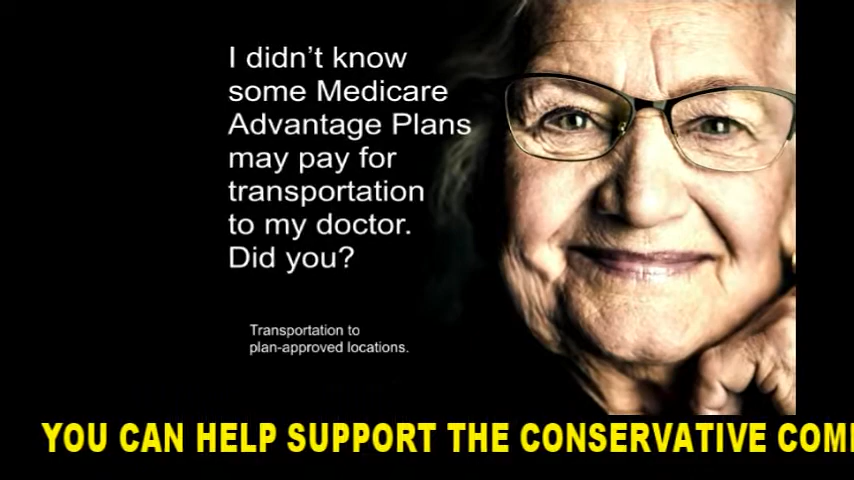 I didn't know
some Medicare
Advantage Plans
may pay for
transportation
to my doctor.
Did you?
Transportation to
plan-approved locations.
YOU CAN HELP SUPPORT THE CONSERVATIVE